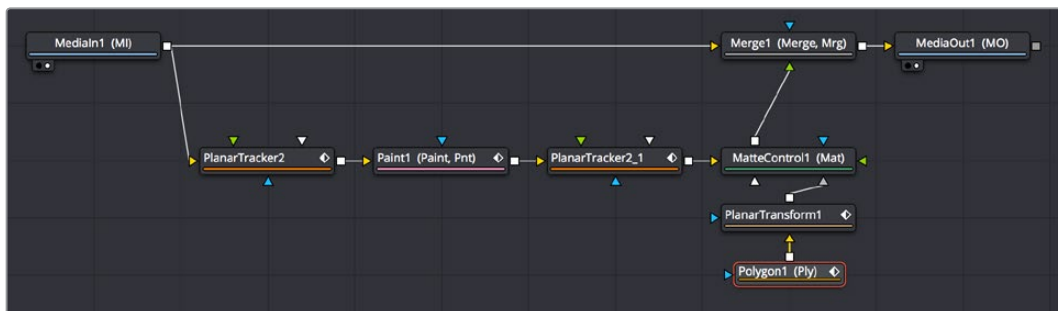 MediaIn1 (MI)
Merge1 (Merge, Mrg)
MediaOut1 (MO)
PlanarTracker2
Paint1 (Paint, Pnt)
PlanarTracker2_1
MatteControl1 (Mat)
PlanarTransform1
Polygon1 (Ply)